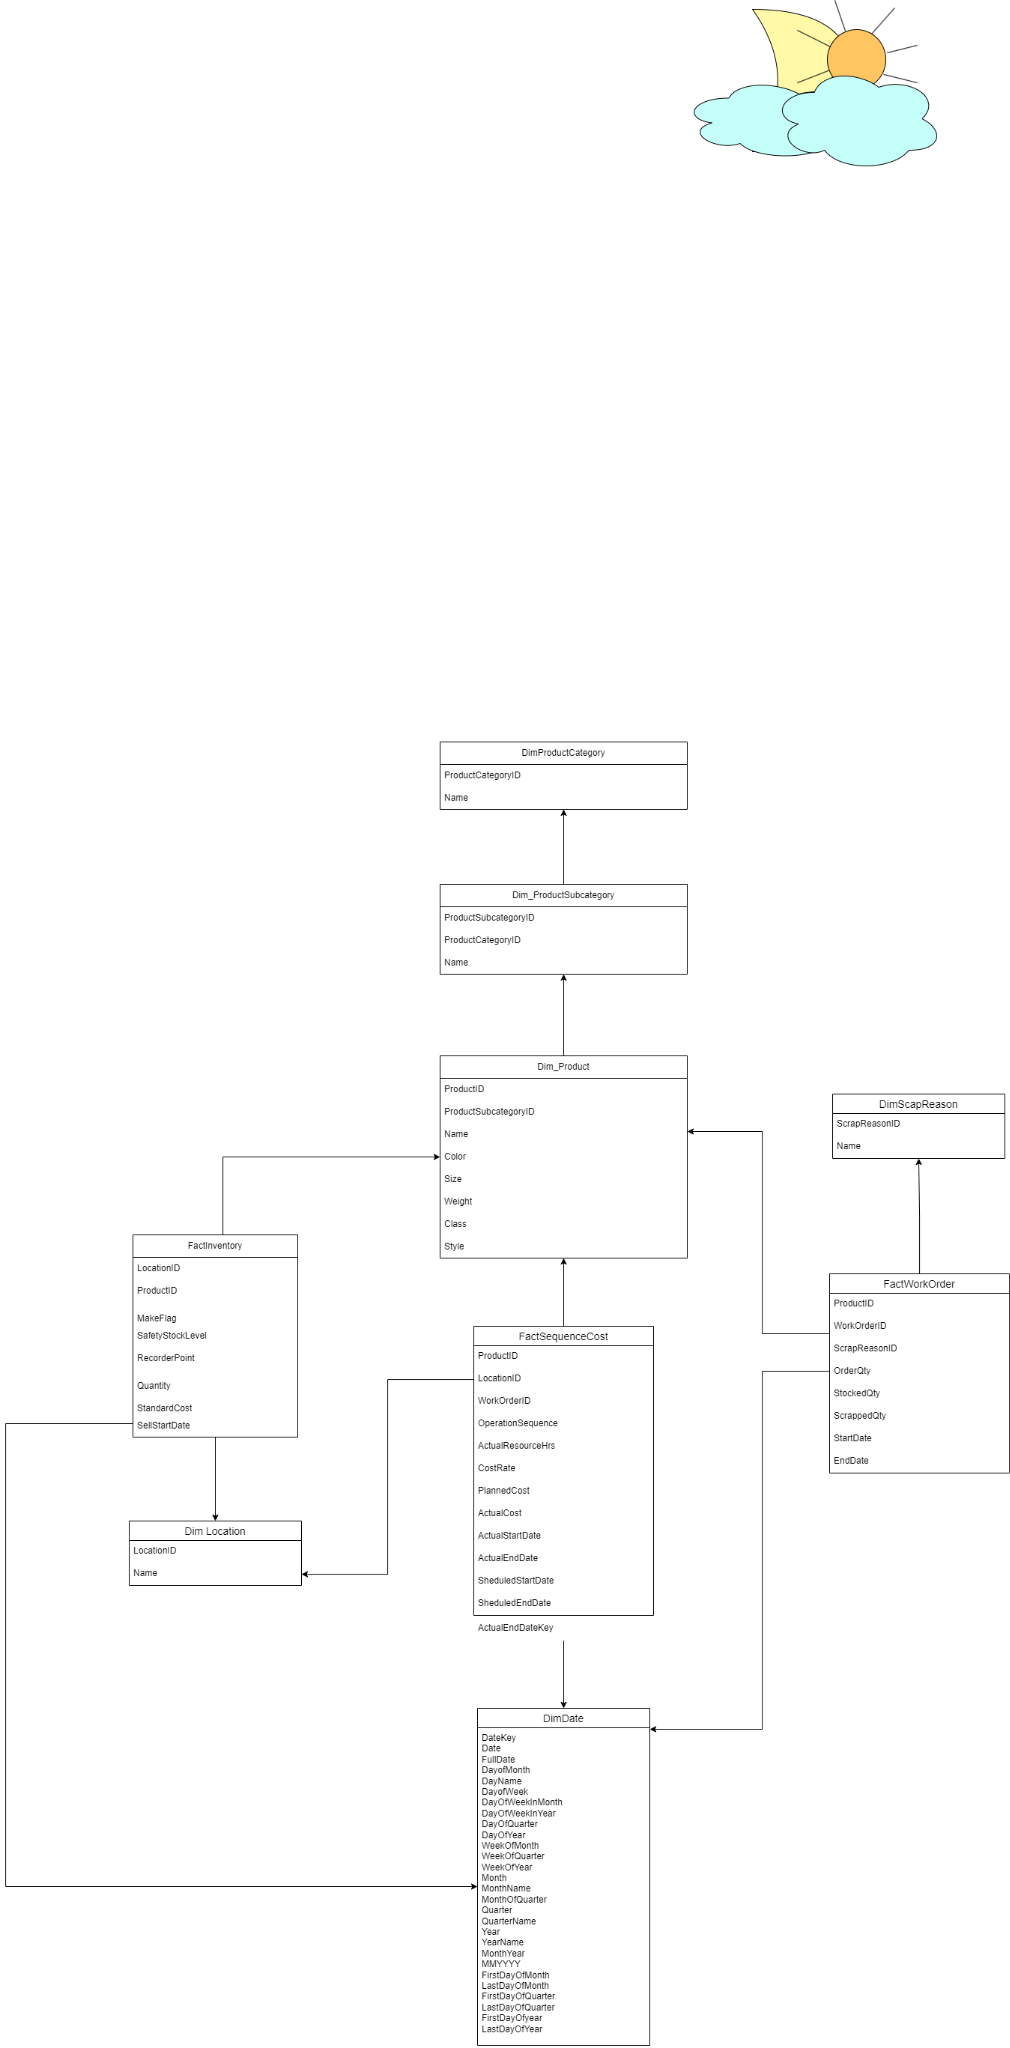 DimProductCategory
ProductCategoryID
Name
Dim_ProductSubcategory
ProductSubcategoryID
ProductCategoryID
Name
Dim_Product
ProductID
ProductSubcategoryID
Name
Color
Size
Weight
Class
Style
DimScapReason
ScrapReasonID
Name
FactInventory
LocationID
ProductID
MakeFlag
SafetyStockLevel
RecorderPoint
Quantity
StandardCost
SellStartDate
FactWorkOrder
ProductID
WorkOrderID
ScrapReasonID
OrderQty
StockedQty
ScrappedQty
StartDate
EndDate
FactSequenceCost
ProductID
LocationID
WorkOrderID
OperationSequence
ActualResourceHrs
CostRate
PlannedCost
ActualCost
ActualStartDate
ActualEndDate
SheduledStartDate
SheduledEndDate
ActualEndDateKey
Dim Location
LocationID
Name
DimDate
DateKey
Date
FullDate
DayofMonth
DayName
DayofWeek
DayOfWeekInMonth
DayOfWeekInYear
DayOfQuarter
DayOfYear
WeekOfMonth
WeekOfQuarter
WeekOfYear
Month
MonthName
MonthOfQuarter
Quarter
QuarterName
Year
YearName
MonthYear
MMYYYY
FirstDayOfMonth
LastDayOfMonth
FirstDayOfQuarter
LastDayOfQuarter
FirstDayOfyear
LastDayOfYear